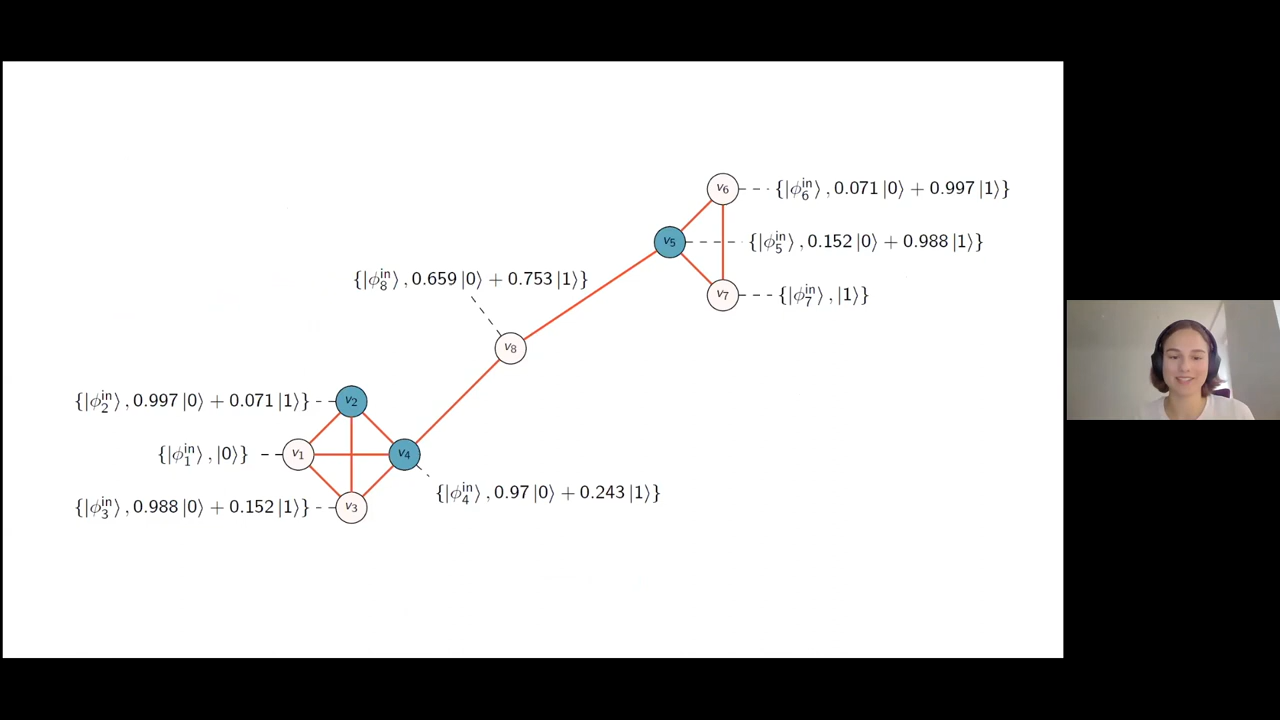 v₆ {|ϕ₆ⁱⁿ⟩ , 0.071 |0⟩ + 0.997 |1⟩}
v₅ {|ϕ₅ⁱⁿ⟩ , 0.152 |0⟩ + 0.988 |1⟩}
{|ϕ₈ⁱⁿ⟩ , 0.659 |0⟩ + 0.753 |1⟩}
v₇ {|ϕ₇ⁱⁿ⟩ , |1⟩}
v₈
{|ϕ₂ⁱⁿ⟩ , 0.997 |0⟩ + 0.071 |1⟩} v₂
{|ϕ₁ⁱⁿ⟩ , |0⟩} v₁ v₄
{|ϕ₄ⁱⁿ⟩ , 0.97 |0⟩ + 0.243 |1⟩}
{|ϕ₃ⁱⁿ⟩ , 0.988 |0⟩ + 0.152 |1⟩} v₃